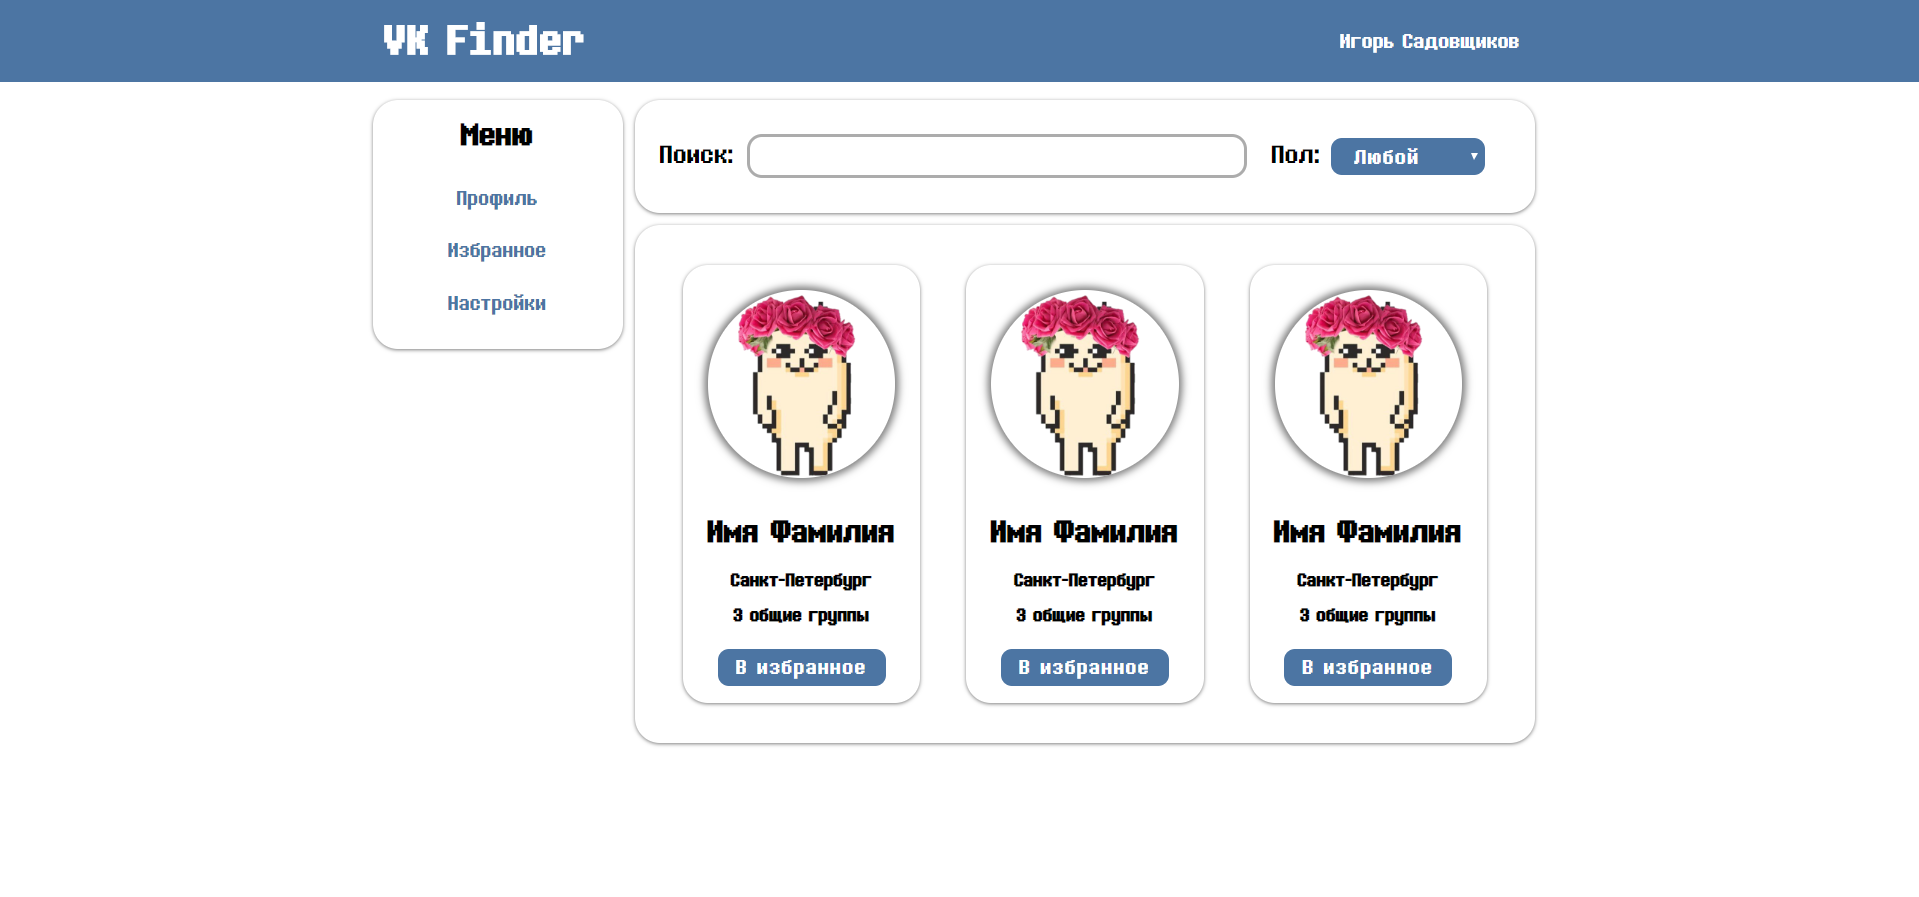 VK Finder
Игорь Садовщиков
Меню
Профиль
Избранное
Настройки
Поиск:
Пол: Любой
Имя Фамилия
Санкт-Петербург
3 общие группы
В избранное
Имя Фамилия
Санкт-Петербург
3 общие группы
В избранное
Имя Фамилия
Санкт-Петербург
3 общие группы
В избранное